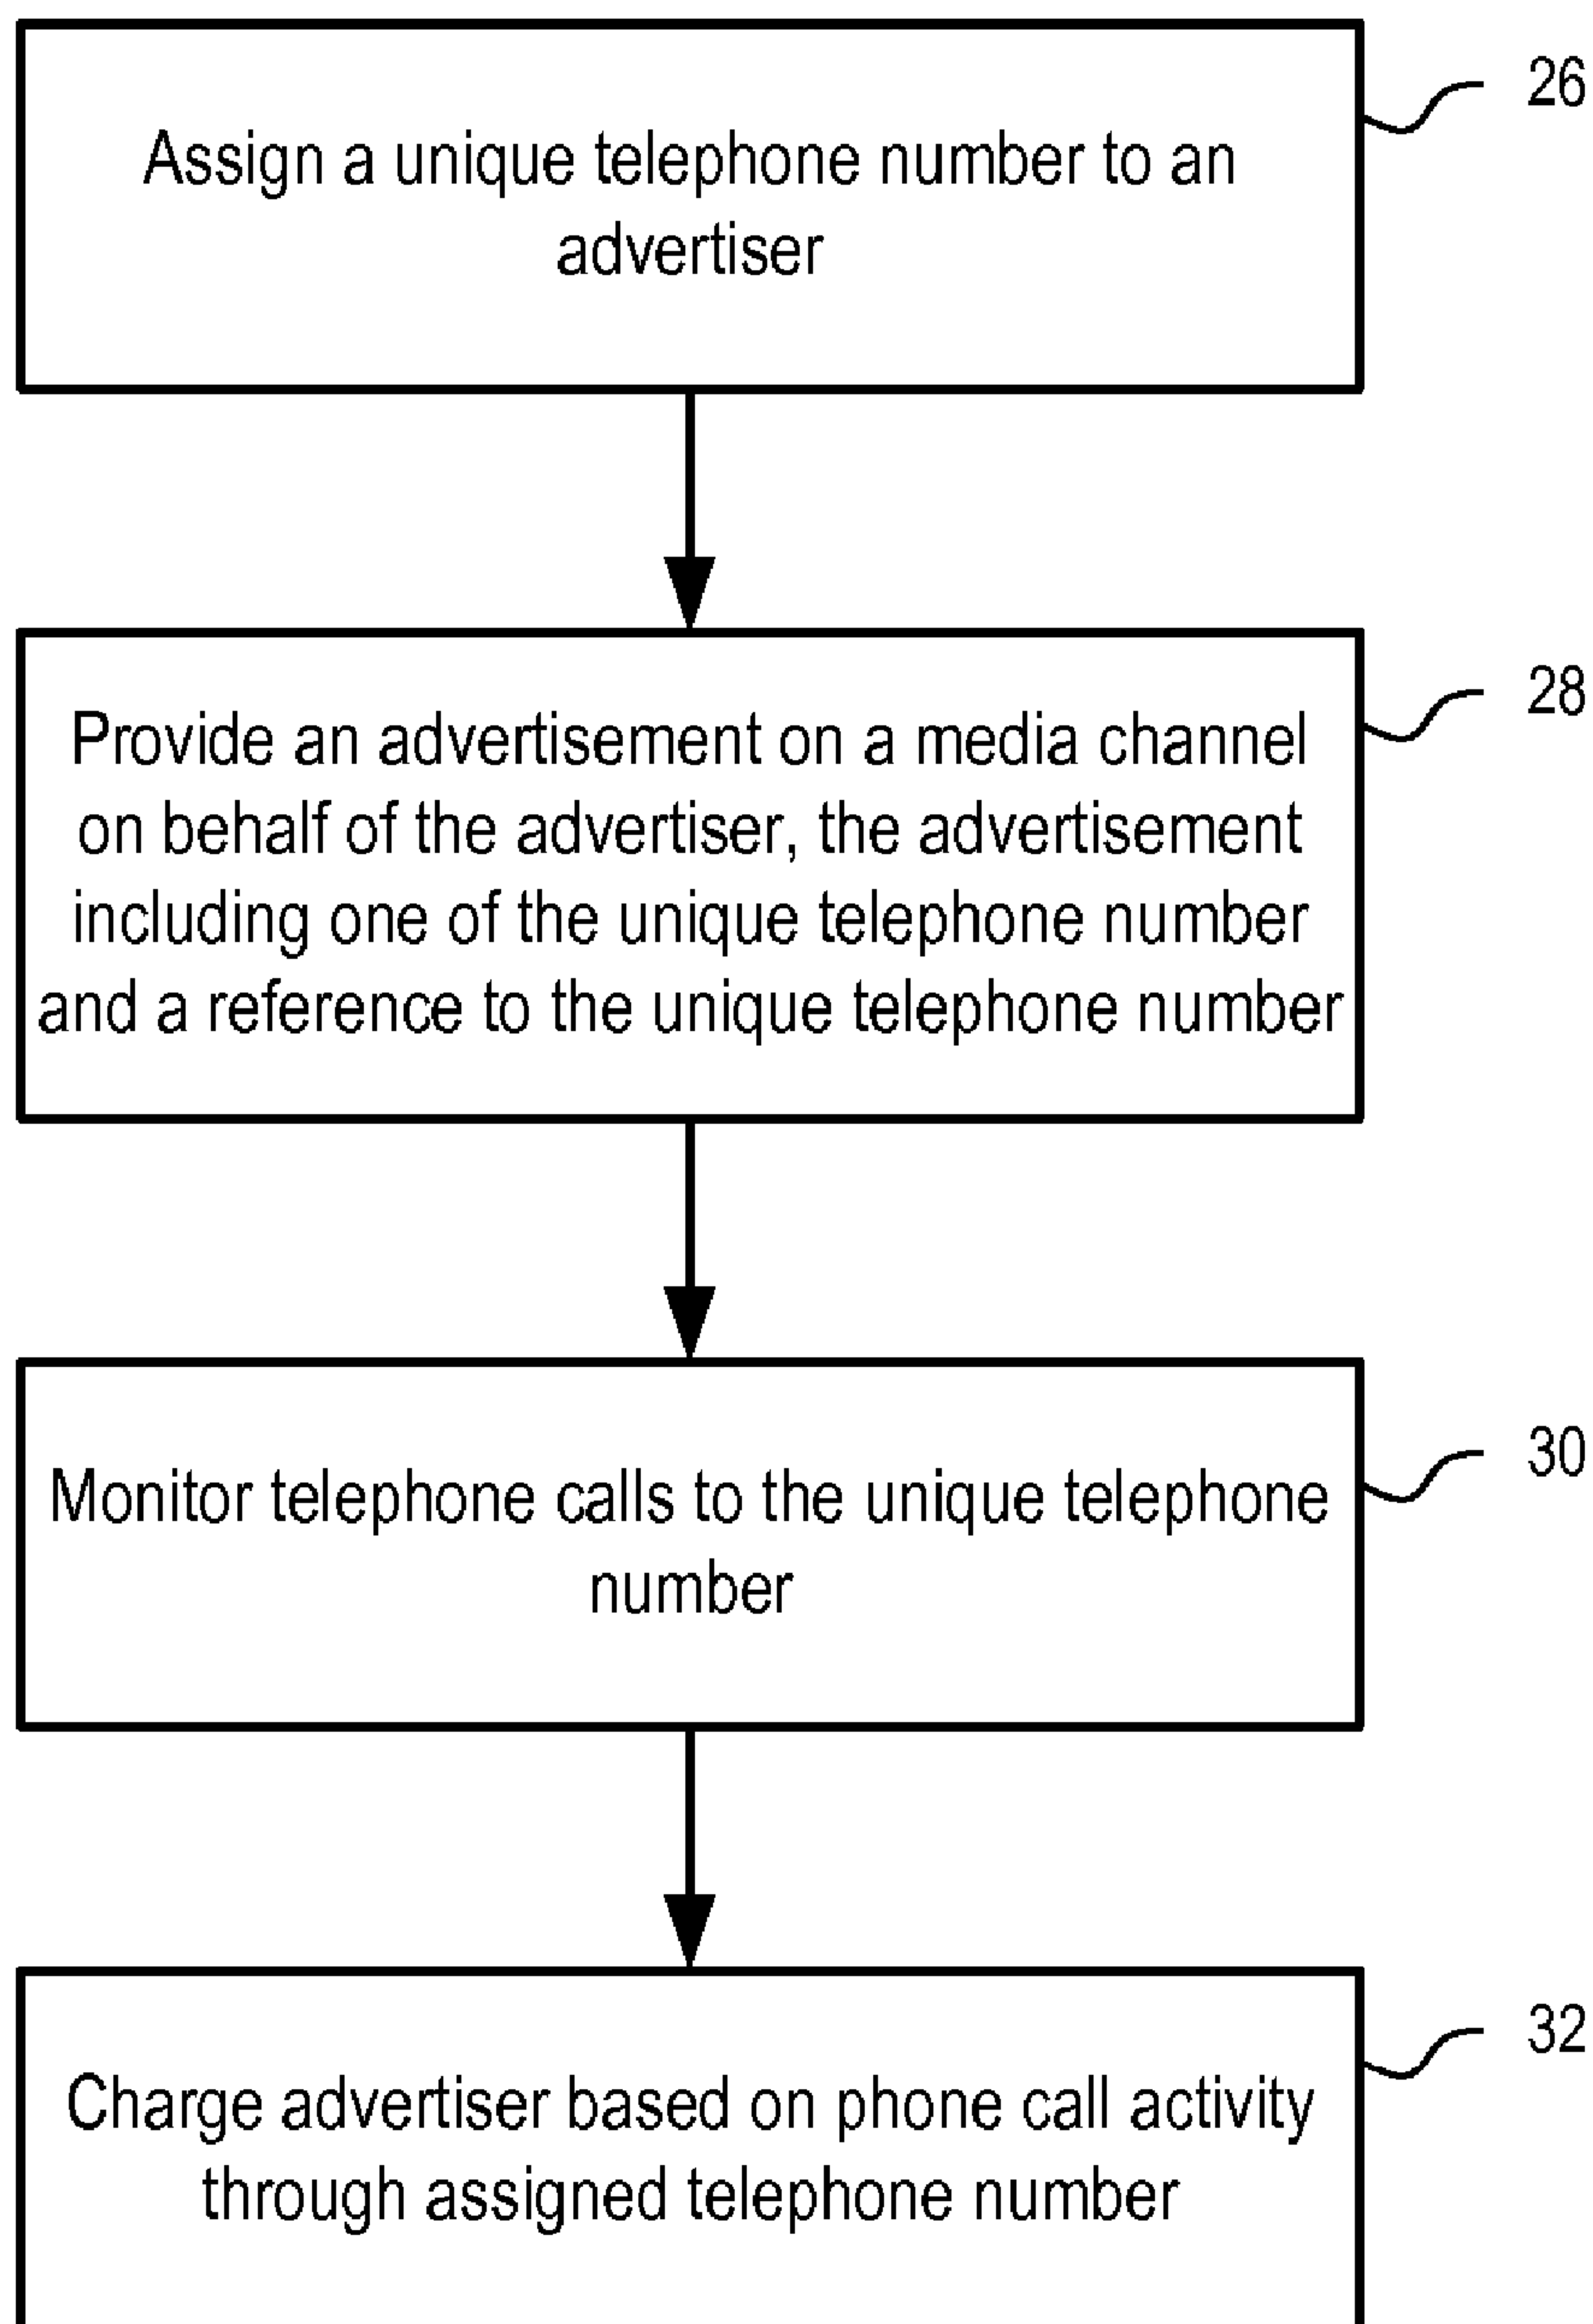 26
Assign a unique telephone number to an
advertiser
28
Provide an advertisement on a media channel
on behalf of the advertiser, the advertisement
including one of the unique telephone number
and a reference to the unique telephone number
30
Monitor telephone calls to the unique telephone
number
32
Charge advertiser based on phone call activity
through assigned telephone number